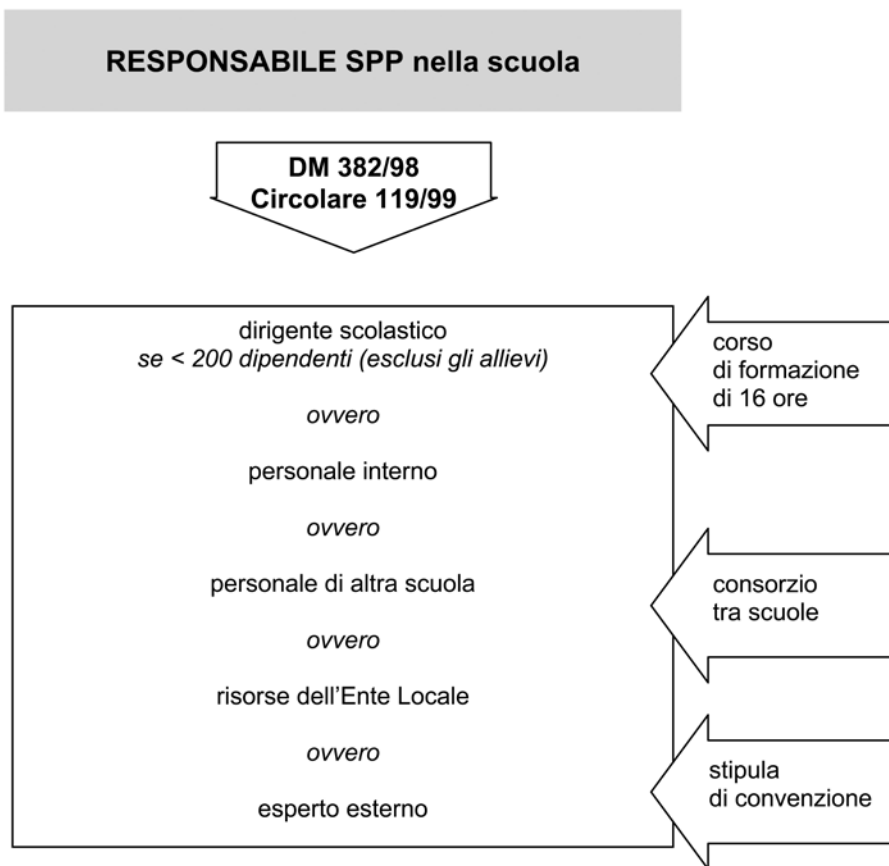 RESPONSABILE SPP nella scuola
DM 382/98
Circolare 119/99
dirigente scolastico
se < 200 dipendenti (esclusi gli allievi)
ovvero
personale interno
ovvero
personale di altra scuola
ovvero
risorse dell'Ente Locale
ovvero
esperto esterno
corso
di formazione
di 16 ore
consorzio
tra scuole
stipula
di convenzione